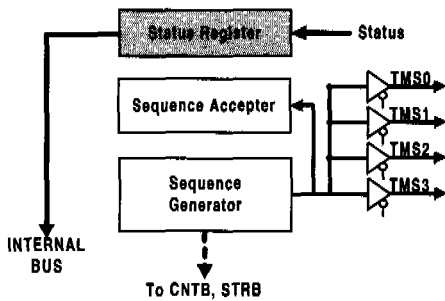 Status Register
Status
TMS0
Sequence Accepter
TMS1
TMS2
Sequence
Generator
TMS3
INTERNAL
BUS
To CNTB, STRB